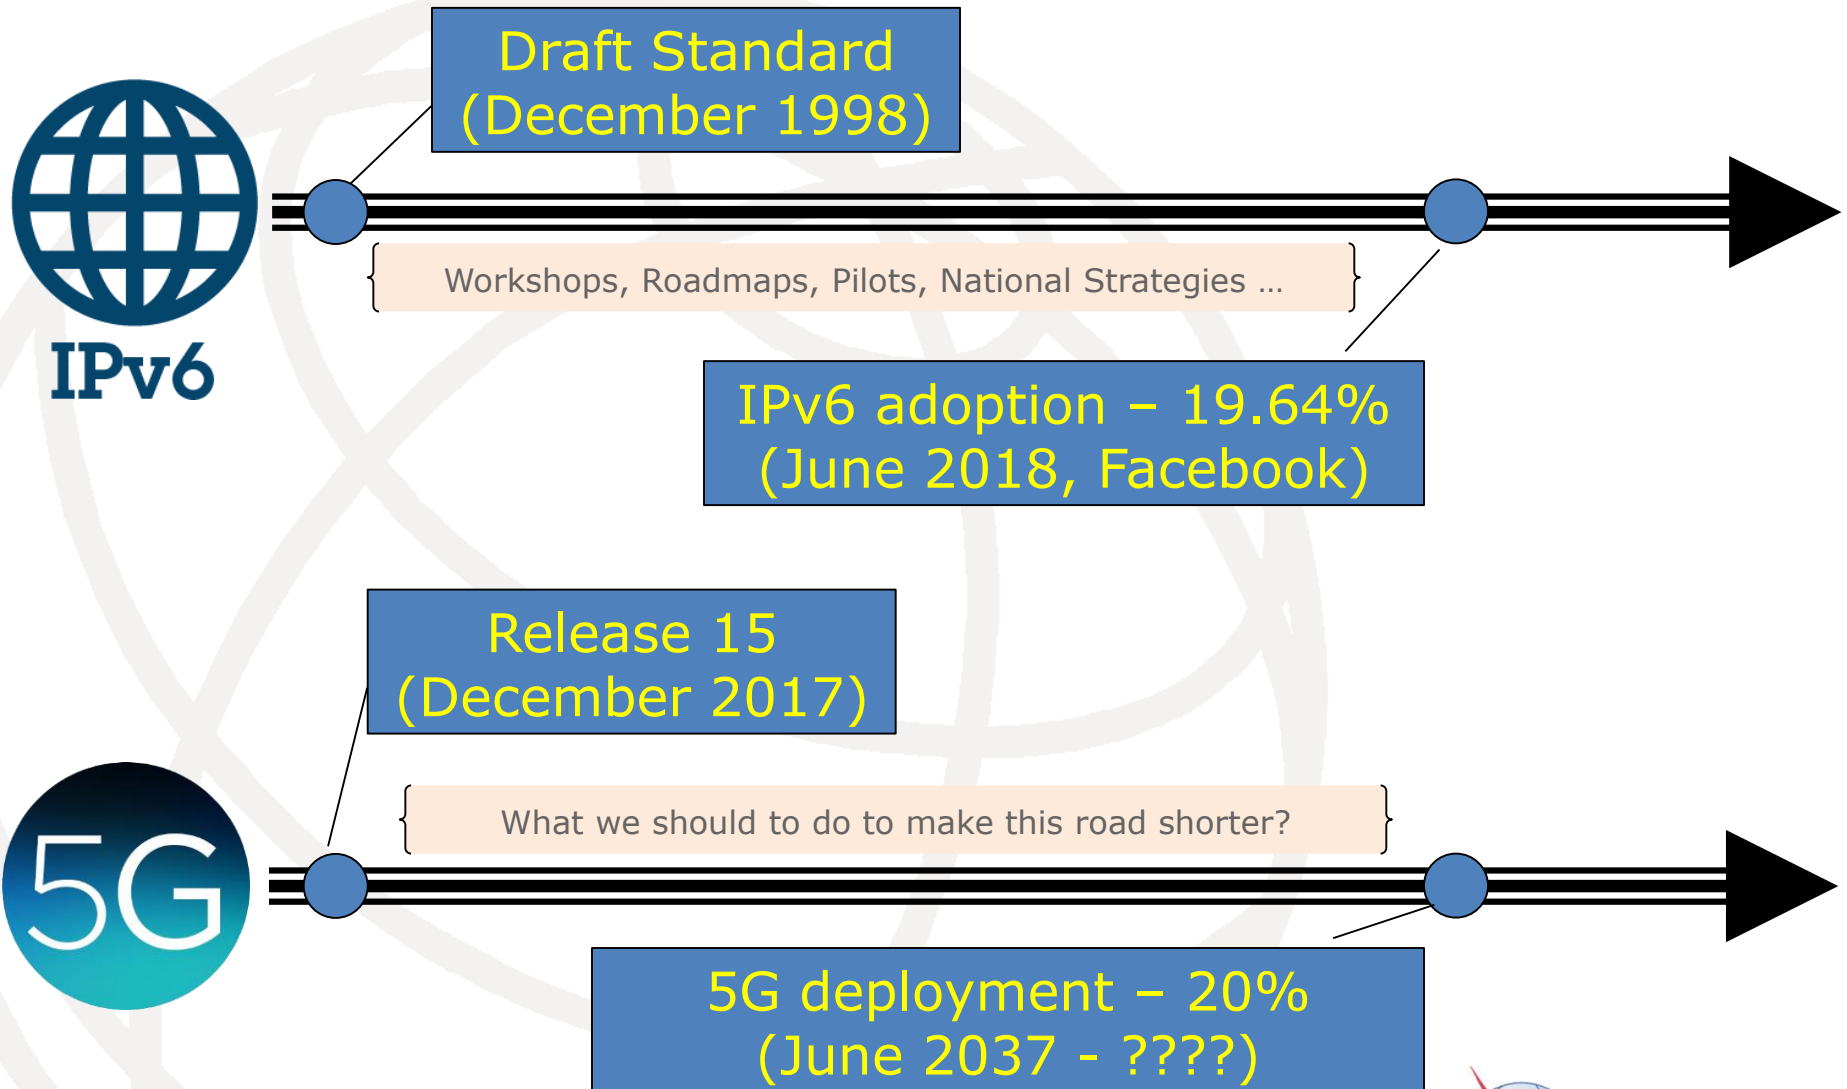 Draft Standard
(December 1998)
Workshops, Roadmaps, Pilots, National Strategies ...
IPv6
IPv6 adoption – 19.64%
(June 2018, Facebook)
Release 15
(December 2017)
What we should to do to make this road shorter?
5G
5G deployment – 20%
(June 2037 - ????)